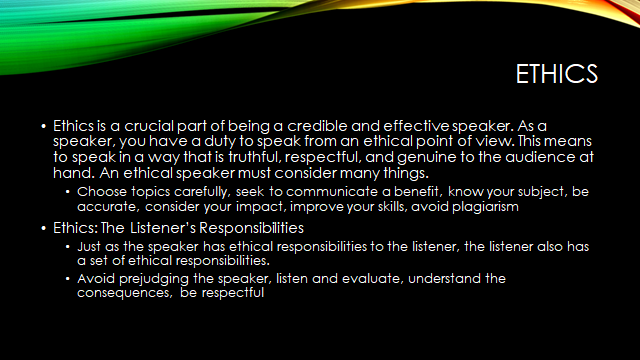 ETHICS
• Ethics is a crucial part of being a credible and effective speaker. As a
speaker, you have a duty to speak from an ethical point of view. This means
to speak in a way that is truthful, respectful, and genuine to the audience at
hand. An ethical speaker must consider many things.
• Choose topics carefully, seek to communicate a benefit, know your subject, be
accurate, consider your impact, improve your skills, avoid plagiarism
• Ethics: The Listener's Responsibilities
• Just as the speaker has ethical responsibilities to the listener, the listener also has
a set of ethical responsibilities.
• Avoid prejudging the speaker, listen and evaluate, understand the
consequences, be respectful